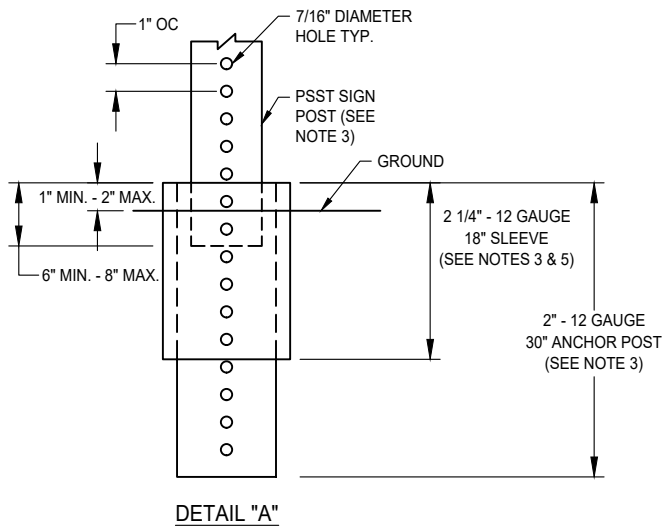 1" OC
7/16" DIAMETER
HOLE TYP.
PSST SIGN
POST (SEE
NOTE 3)
GROUND
1" MIN. - 2" MAX.
6" MIN. - 8" MAX.
2 1/4" - 12 GAUGE
18" SLEEVE
(SEE NOTES 3 & 5)
2" - 12 GAUGE
30" ANCHOR POST
(SEE NOTE 3)
DETAIL "A"